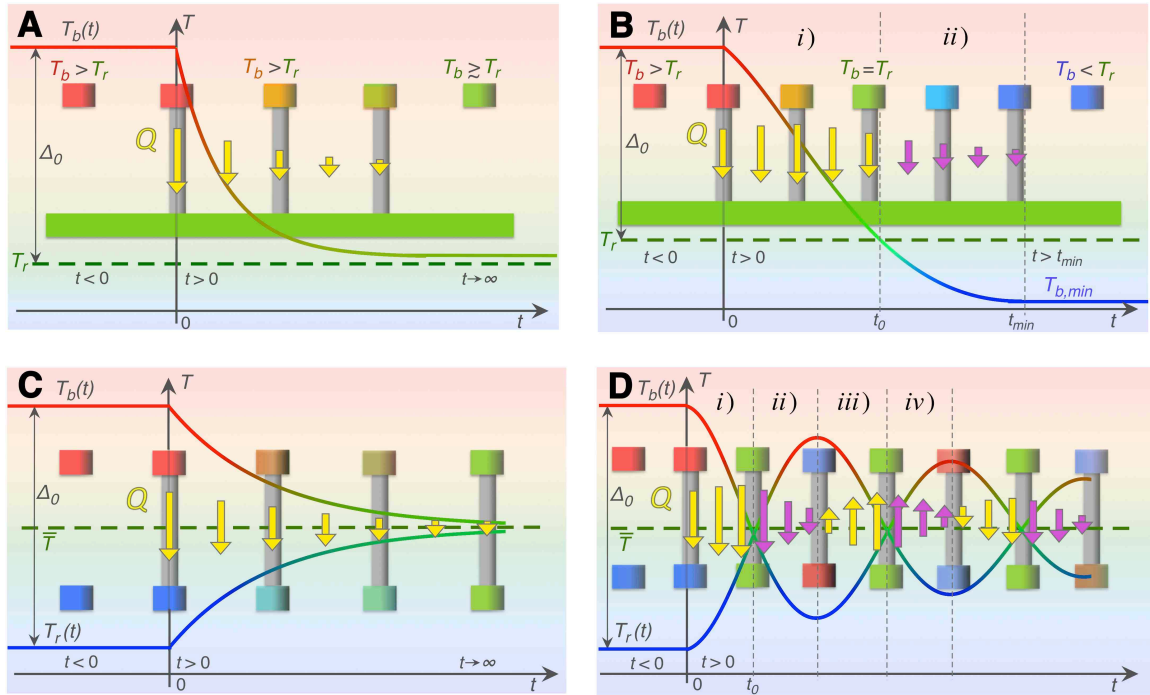 A
T_b(t)
T
T_b > T_r
T_b > T_r
T_b ≳ T_r
Q
Δ_0
T_r
t < 0
t > 0
t→∞
0
t
B
T_b(t)
T
i)
ii)
T_b > T_r
T_b = T_r
T_b < T_r
Q
Δ_0
T_r
t < 0
t > 0
t > t_min
T_b,min
0
t_0
t_min
t
C
T_b(t)
T
Δ_0
Q
T̿
T_r(t)
t < 0
t > 0
t→∞
0
t
D
T_b(t)
T
i)
ii)
iii)
iv)
Δ_0
Q
T̿
T_r(t)
t < 0
t > 0
0
t_0
t